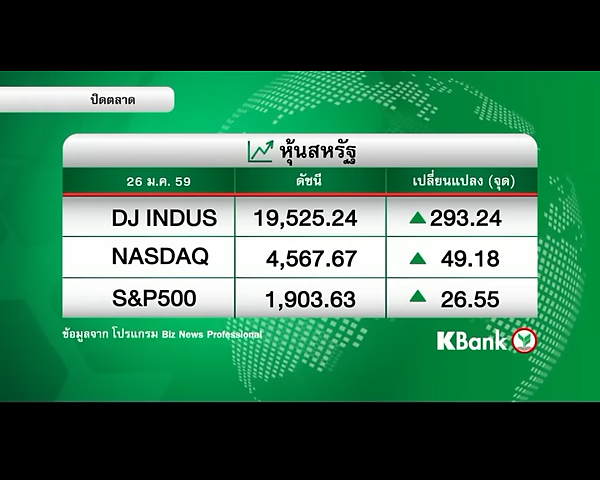 ปิดตลาด
หุ้นสหรัฐ
26 ม.ค. 59 ดัชนี เปลี่ยนแปลง (จุด)
DJ INDUS 19,525.24 ▲ 293.24
NASDAQ 4,567.67 ▲ 49.18
S&P500 1,903.63 ▲ 26.55
ข้อมูลจาก โปรแกรม Biz News Professional
KBank